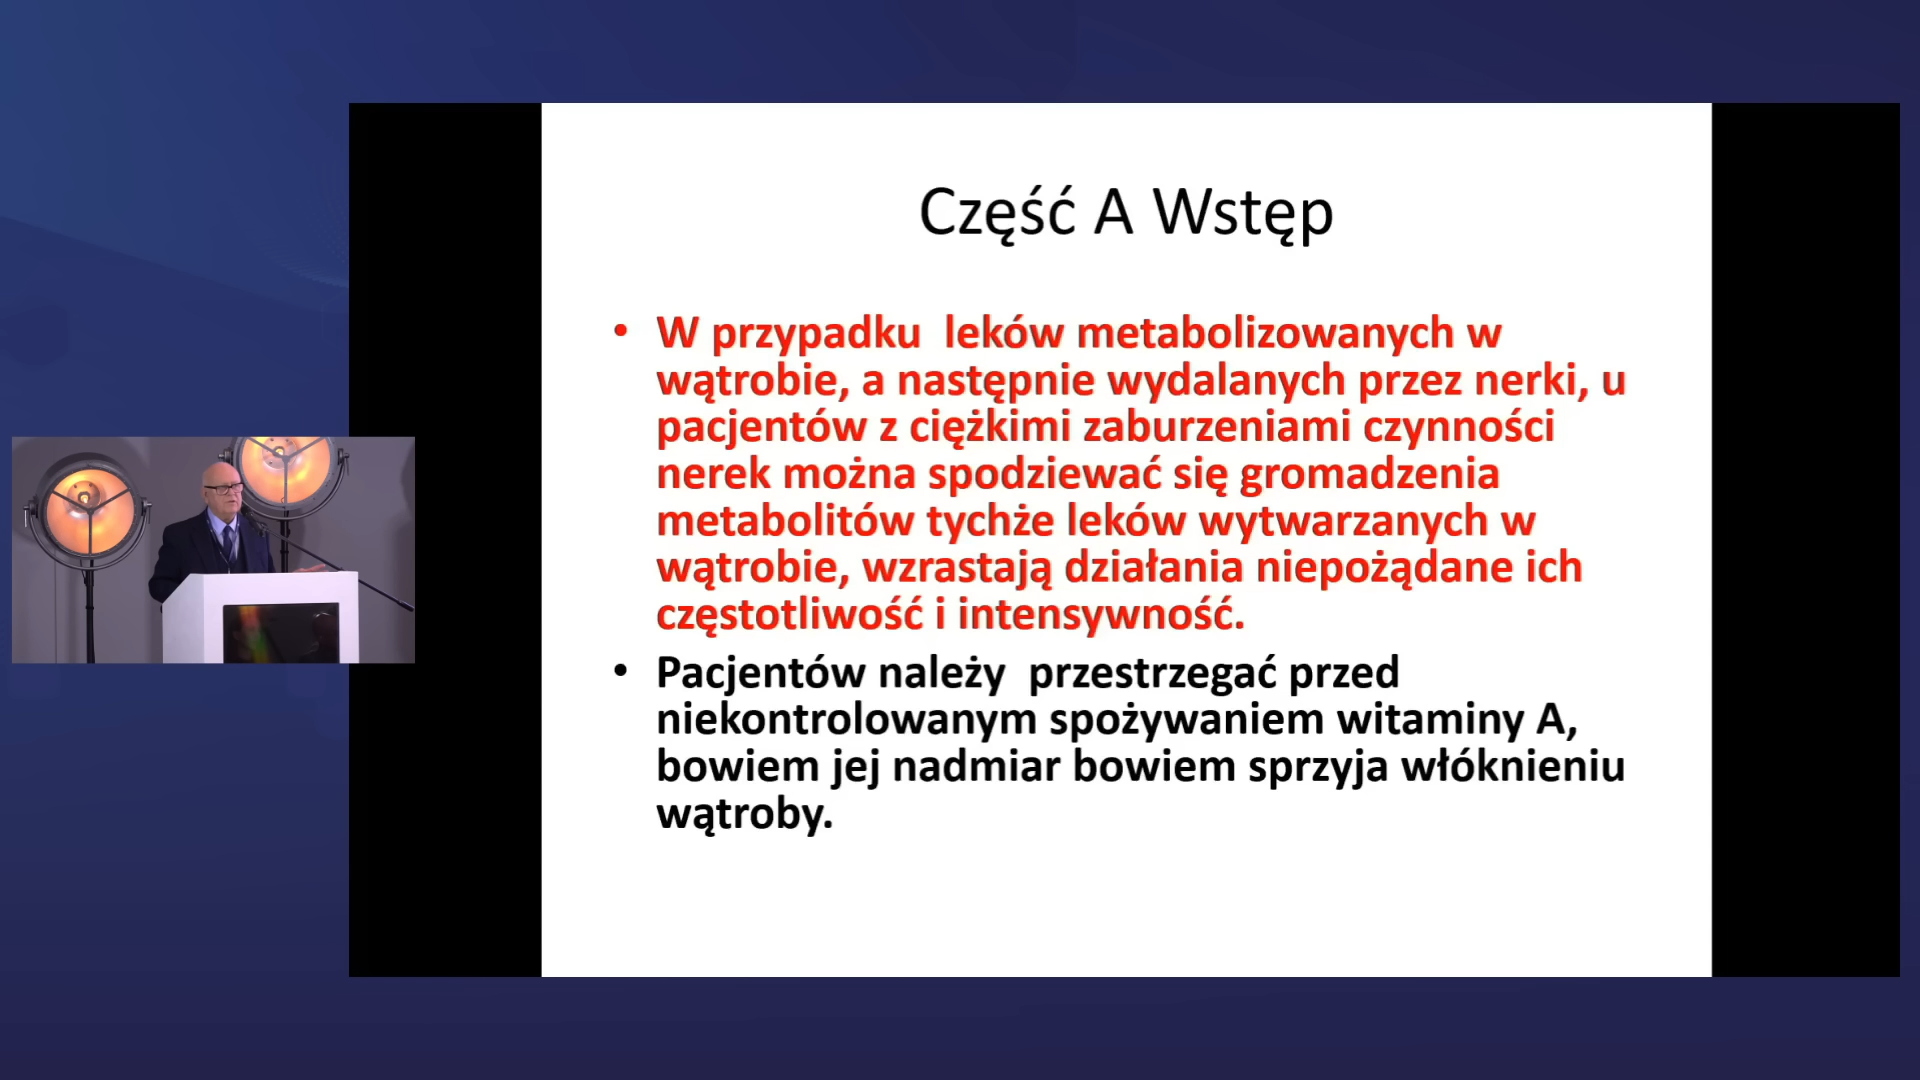 Część A Wstęp
• W przypadku  leków metabolizowanych w
wątrobie, a następnie wydalanych przez nerki, u
pacjentów z ciężkimi zaburzeniami czynności
nerek można spodziewać się gromadzenia
metabolitów tychże leków wytwarzanych w
wątrobie, wzrastają działania niepożądane ich
częstotliwość i intensywność.
• Pacjentów należy  przestrzegać przed
niekontrolowanym spożywaniem witaminy A,
bowiem jej nadmiar bowiem sprzyja włóknieniu
wątroby.